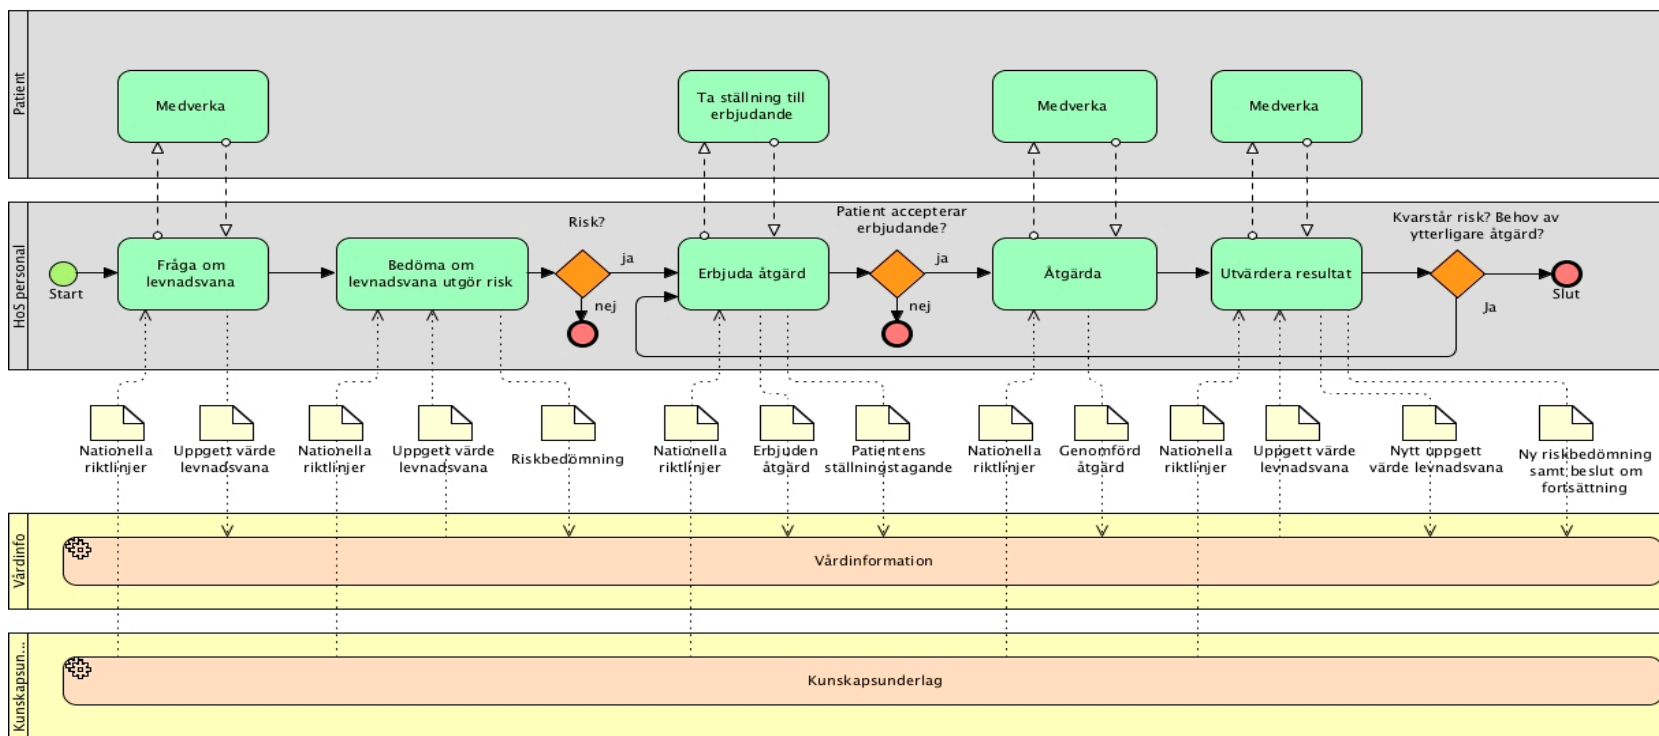 Patient
Medverka
Ta ställning till
erbjudande
Medverka
Medverka
HoS personal
Start
Fråga om
levnadsvana
Bedöma om
levnadsvana utgör risk
Risk?
ja
nej
Erbjuda åtgärd
Patient accepterar
erbjudande?
ja
nej
Åtgärda
Utvärdera resultat
Kvarstår risk? Behov av
ytterligare åtgärd?
Ja
Slut
Nationella
riktlinjer
Uppgett värde
levnadsvana
Nationella
riktlinjer
Uppgett värde
levnadsvana
Riskbedömning
Nationella
riktlinjer
Erbjuden
åtgärd
Patientens
ställningstagande
Nationella
riktlinjer
Genomförd
åtgärd
Nationella
riktlinjer
Uppgett värde
levnadsvana
Nytt uppgett
värde levnadsvana
Ny riskbedömning
samt beslut om
fortsättning
Vårdinfo
Vårdinformation
Kunskapsun...
Kunskapsunderlag